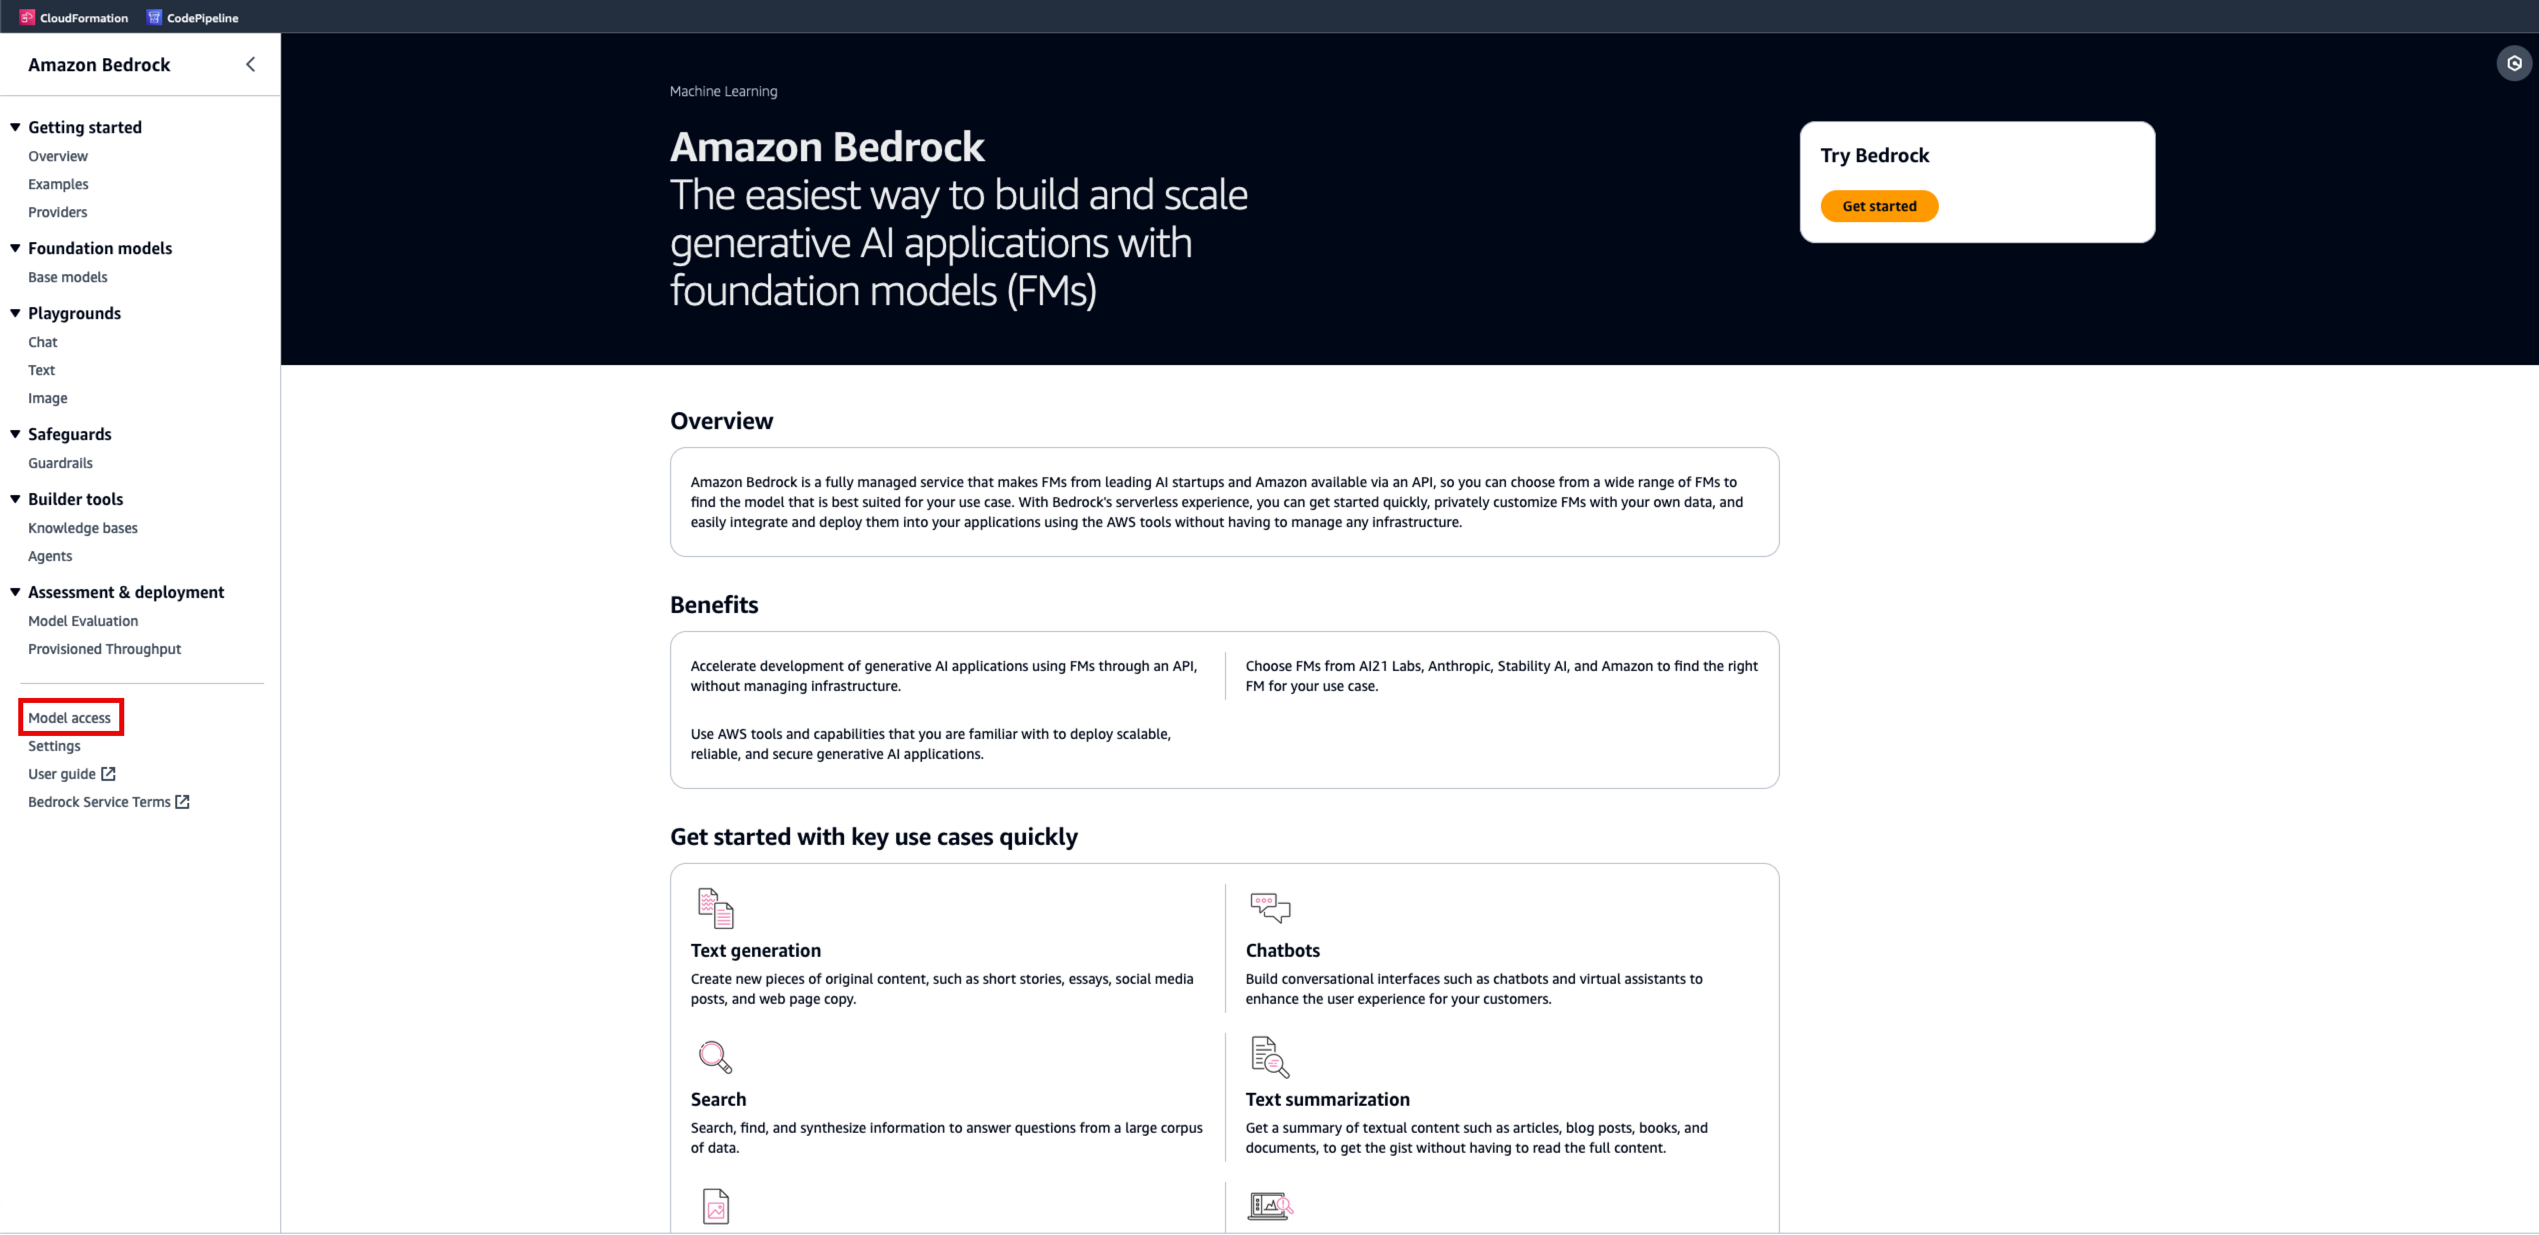 CloudFormation CodePipeline
Amazon Bedrock
Getting started
Overview
Examples
Providers
Foundation models
Base models
Playgrounds
Chat
Text
Image
Safeguards
Guardrails
Builder tools
Knowledge bases
Agents
Assessment & deployment
Model Evaluation
Provisioned Throughput
Model access
Settings
User guide
Bedrock Service Terms
Machine Learning
Amazon Bedrock
The easiest way to build and scale
generative AI applications with
foundation models (FMs)
Try Bedrock
Get started
Overview
Amazon Bedrock is a fully managed service that makes FMs from leading AI startups and Amazon available via an API, so you can choose from a wide range of FMs to
find the model that is best suited for your use case. With Bedrock's serverless experience, you can get started quickly, privately customize FMs with your own data, and
easily integrate and deploy them into your applications using the AWS tools without having to manage any infrastructure.
Benefits
Accelerate development of generative AI applications using FMs through an API,
without managing infrastructure.
Choose FMs from AI21 Labs, Anthropic, Stability AI, and Amazon to find the right
FM for your use case.
Use AWS tools and capabilities that you are familiar with to deploy scalable,
reliable, and secure generative AI applications.
Get started with key use cases quickly
Text generation
Create new pieces of original content, such as short stories, essays, social media
posts, and web page copy.
Chatbots
Build conversational interfaces such as chatbots and virtual assistants to
enhance the user experience for your customers.
Search
Search, find, and synthesize information to answer questions from a large corpus
of data.
Text summarization
Get a summary of textual content such as articles, blog posts, books, and
documents, to get the gist without having to read the full content.